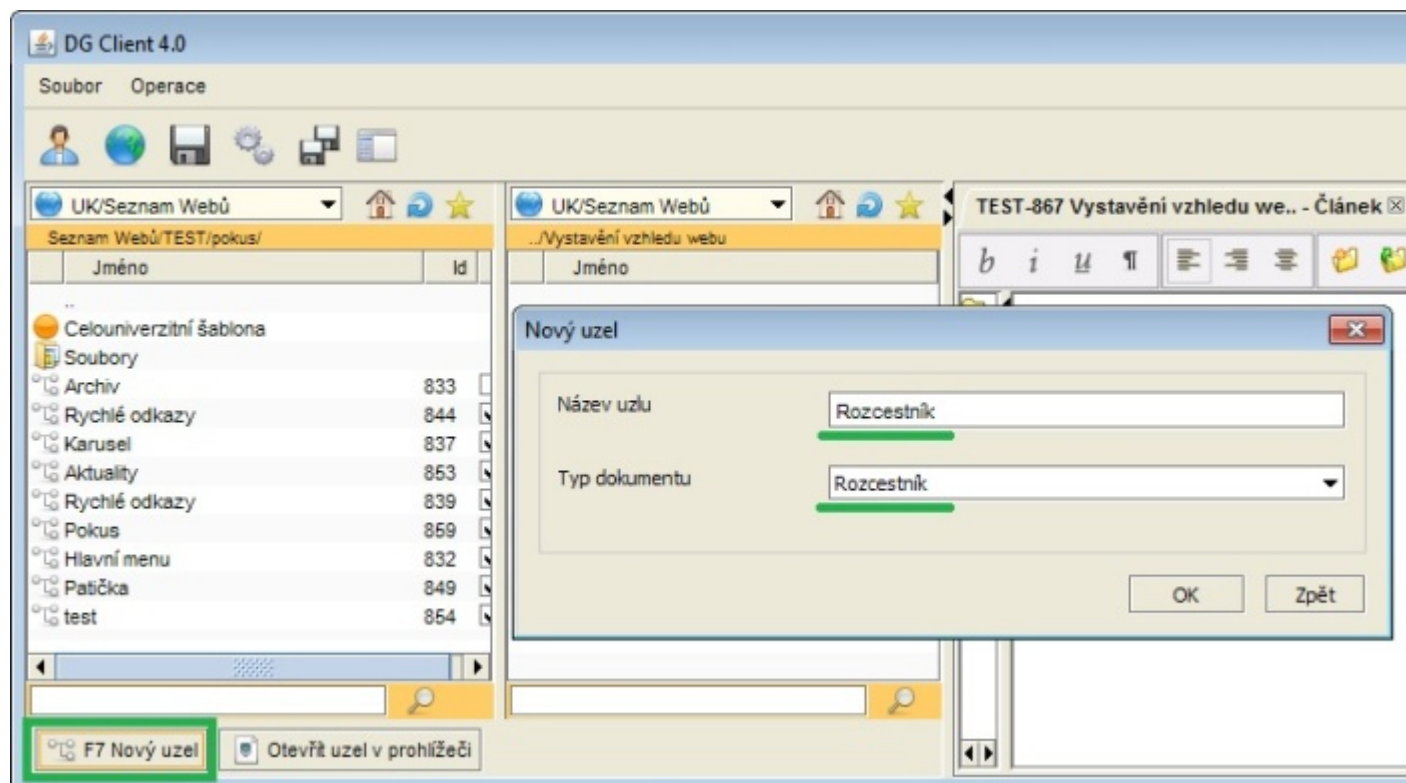 DG Client 4.0
Soubor Operace
UK/Seznam Webů
Seznam Webů/TEST/pokus/
Jméno Id
..
Celouniverzitní šablona
Soubory
Archiv 833
Rychlé odkazy 844
Karusel 837
Aktuality 853
Rychlé odkazy 839
Pokus 859
Hlavní menu 832
Patička 849
test 854
F7 Nový uzel
Otevřít uzel v prohlížeči
UK/Seznam Webů
../Vystavění vzhledu webu
Jméno
TEST-867 Vystavění vzhledu we.. - Článek
b i u ¶
Nový uzel
Název uzlu Rozcestník
Typ dokumentu Rozcestník
OK Zpět